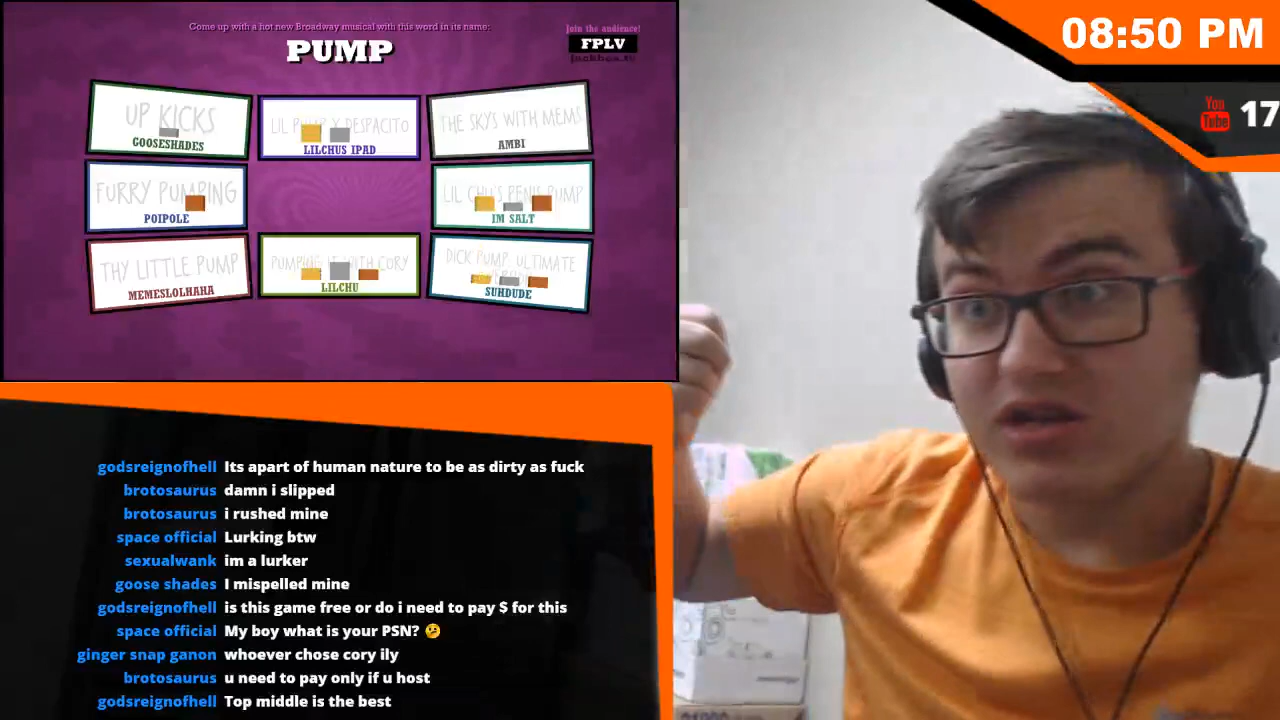 Come up with a hot new Broadway musical with this word in its name:
PUMP
Join the audience!
FPLV
jackbox.tv
UP KICKS
GOOSESHADES
LIL PUMP X DESPACITO
LILCHUS IPAD
THE SKYS WITH MEMS
AMBI
FURRY PUMPING
POIPOLE
LIL CHU'S PENIS PUMP
IM SALT
THY LITTLE PUMP
MEMESLOLHAHA
PUMPING IT WITH CORY
LILCHU
DICK PUMP: ULTIMATE
SUHDUDE
08:50 PM
You
Tube
17
godsreignofhell Its apart of human nature to be as dirty as fuck
brotosaurus damn i slipped
brotosaurus i rushed mine
space official Lurking btw
sexualwank im a lurker
goose shades I mispelled mine
godsreignofhell is this game free or do i need to pay $ for this
space official My boy what is your PSN? 🤔
ginger snap ganon whoever chose cory ily
brotosaurus u need to pay only if u host
godsreignofhell Top middle is the best